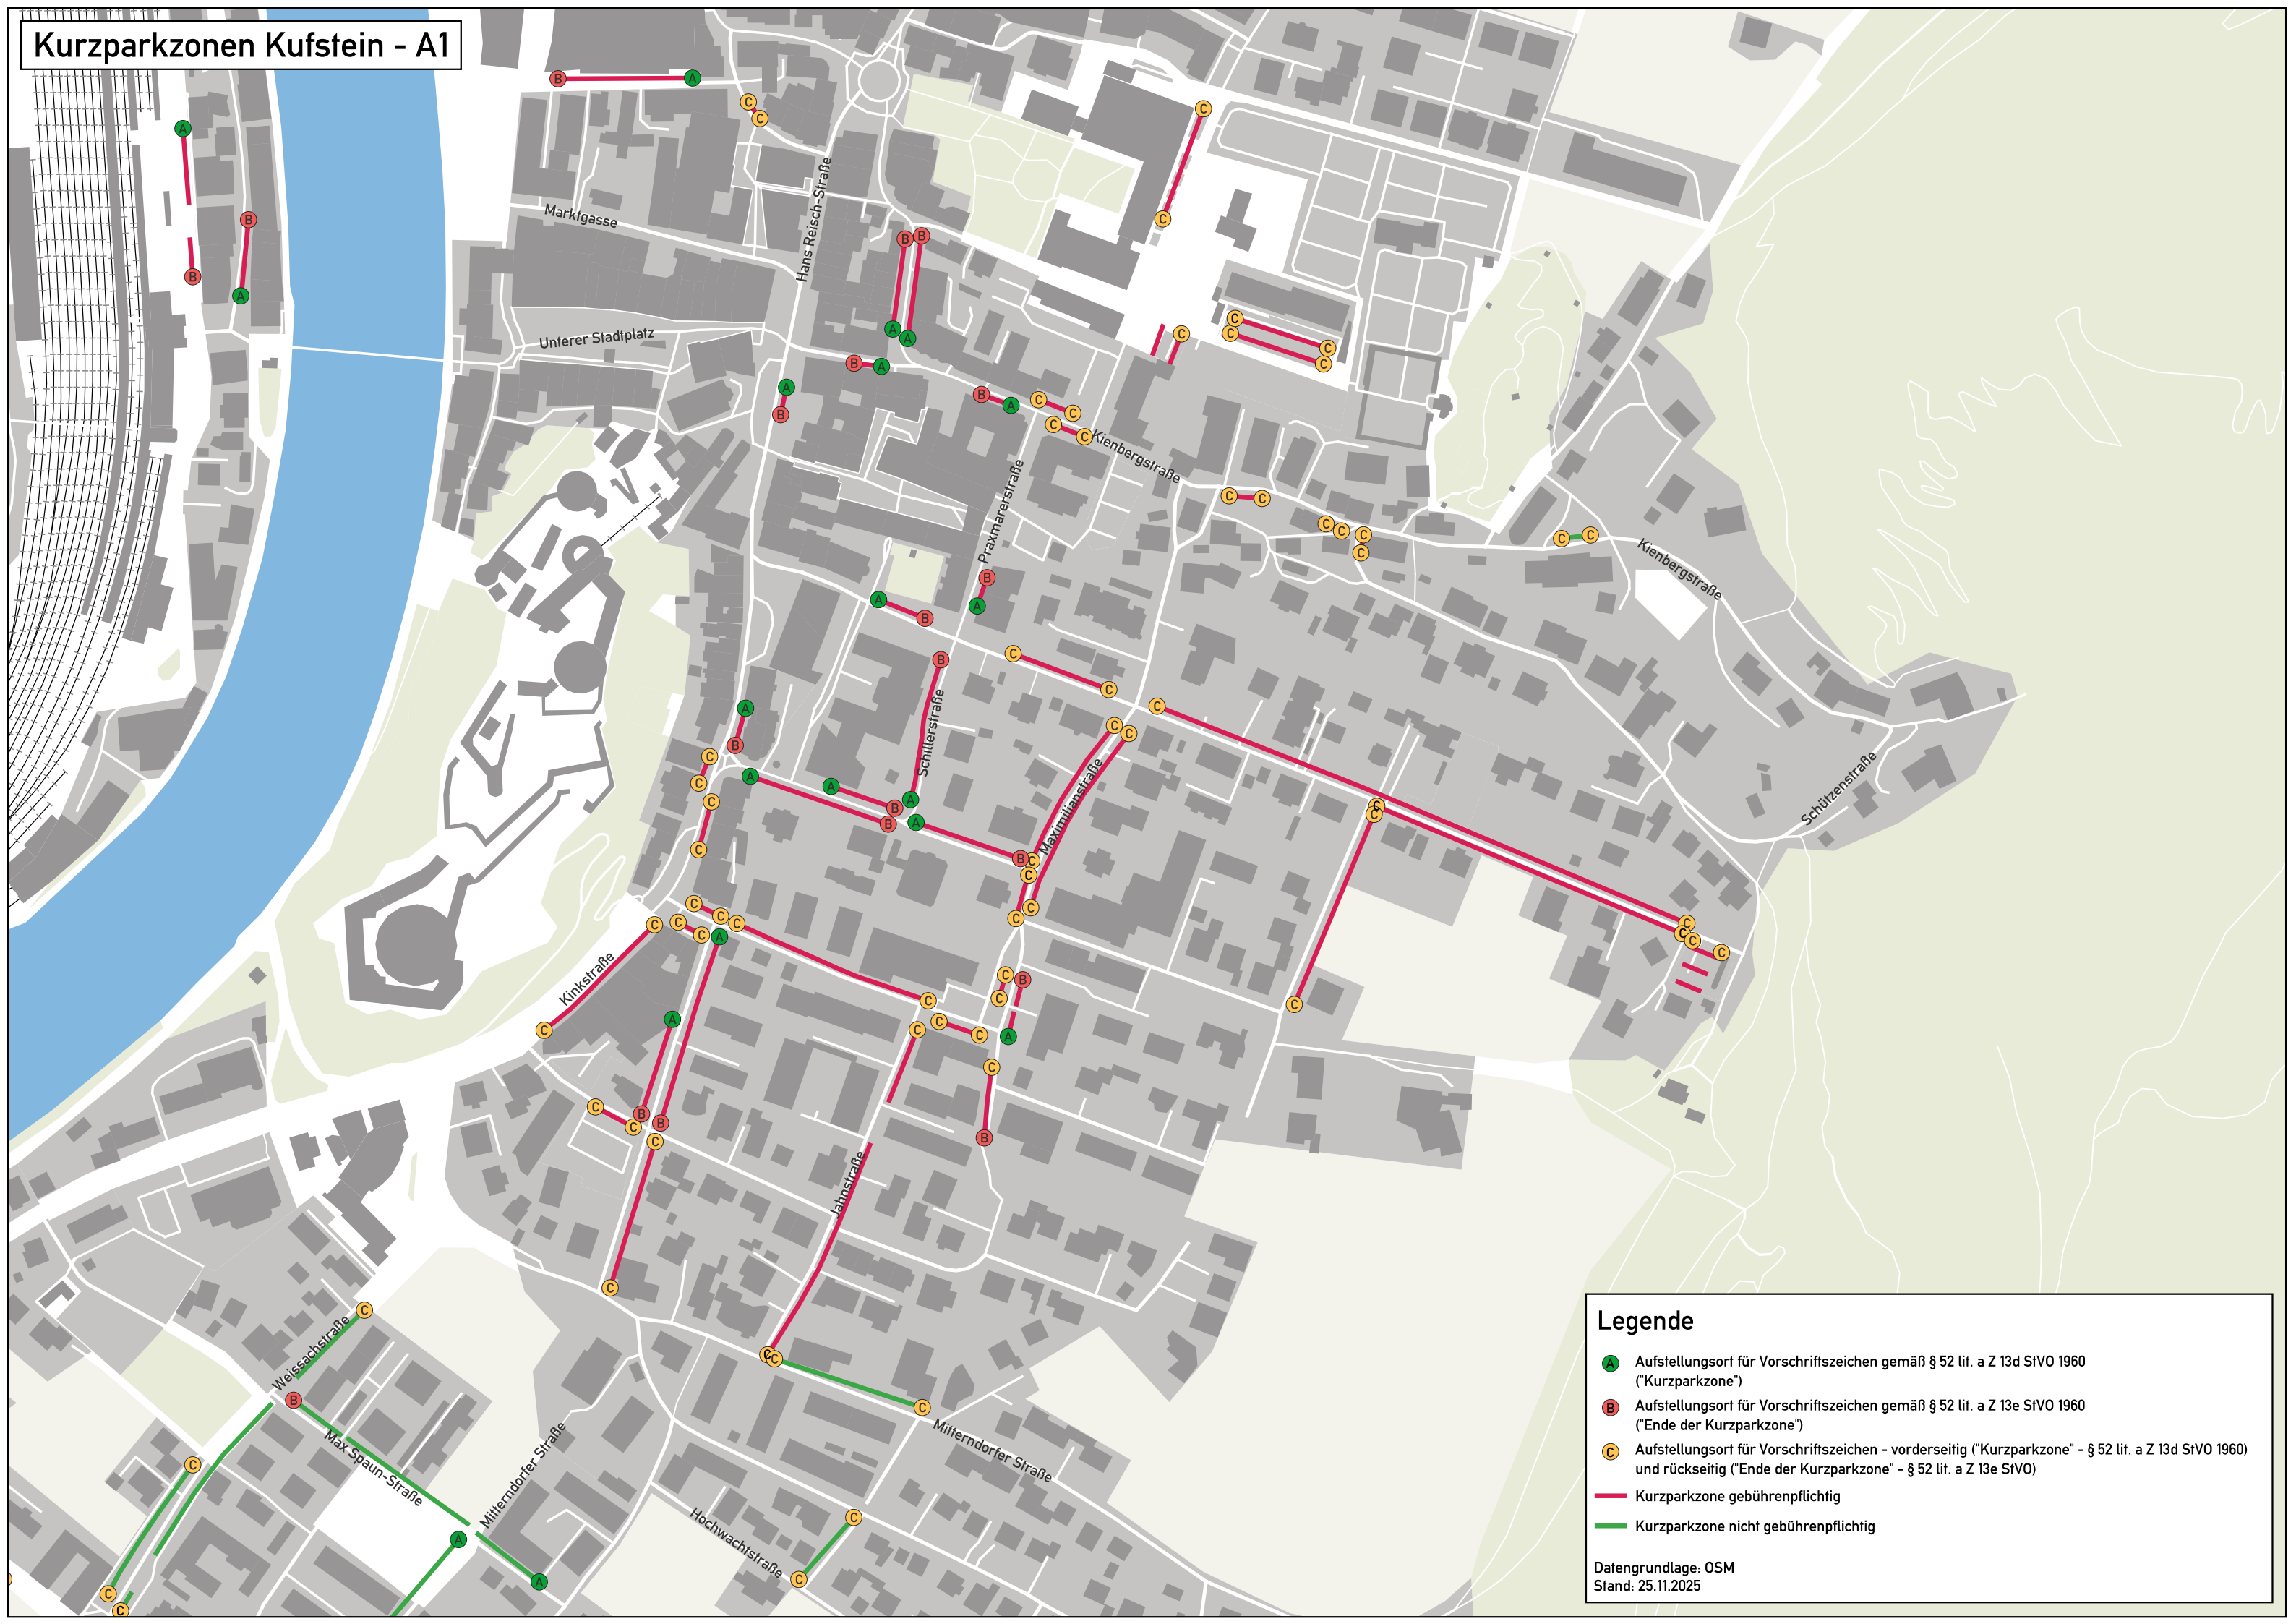 Kurzparkzonen Kufstein - A1
B
A
C
C
C
A
Hans Reisch-Straße
Marktgasse
B
C
B
B
B
A
Unterer Stadtplatz
A
A
C
C
C
C
C
B
A
A
B
B
A
C
C
C
C
Kienbergstraße
Praxmarerstraße
C
C
C
C
C
C
C
C
Kienbergstraße
B
A
A
B
C
B
C
A
C
Schillerstraße
C
C
B
C
C
A
A
C
A
B
C
C
Schützenstraße
A
B
Maximilianstraße
C
B
C
C
C
C
C
C
C
C
C
C
C
A
C
C
C
C
Kinkstraße
C
B
C
C
C
C
A
C
C
C
A
C
C
B
C
B
C
B
Jahnstraße
C
Legende
A Aufstellungsort für Vorschriftszeichen gemäß § 52 lit. a Z 13d StVO 1960
("Kurzparkzone")
B Aufstellungsort für Vorschriftszeichen gemäß § 52 lit. a Z 13e StVO 1960
("Ende der Kurzparkzone")
C Aufstellungsort für Vorschriftszeichen - vorderseitig ("Kurzparkzone" - § 52 lit. a Z 13d StVO 1960)
und rückseitig ("Ende der Kurzparkzone" - § 52 lit. a Z 13e StVO)
Kurzparkzone gebührenpflichtig
Kurzparkzone nicht gebührenpflichtig
Datengrundlage: OSM
Stand: 25.11.2025
C
Weissachstraße
C
C
B
C
Max Spaun-Straße
Mitterndorfer Straße
Mitterndorfer Straße
C
C
Hochwachtstraße
A
A
C
C
C